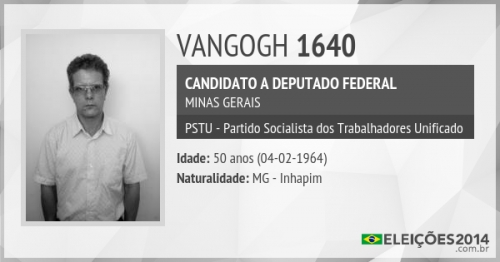 VANGOGH 1640
CANDIDATO A DEPUTADO FEDERAL
MINAS GERAIS
PSTU - Partido Socialista dos Trabalhadores Unificado
Idade: 50 anos (04-02-1964)
Naturalidade: MG - Inhapim
ELEIÇÕES2014
.com.br